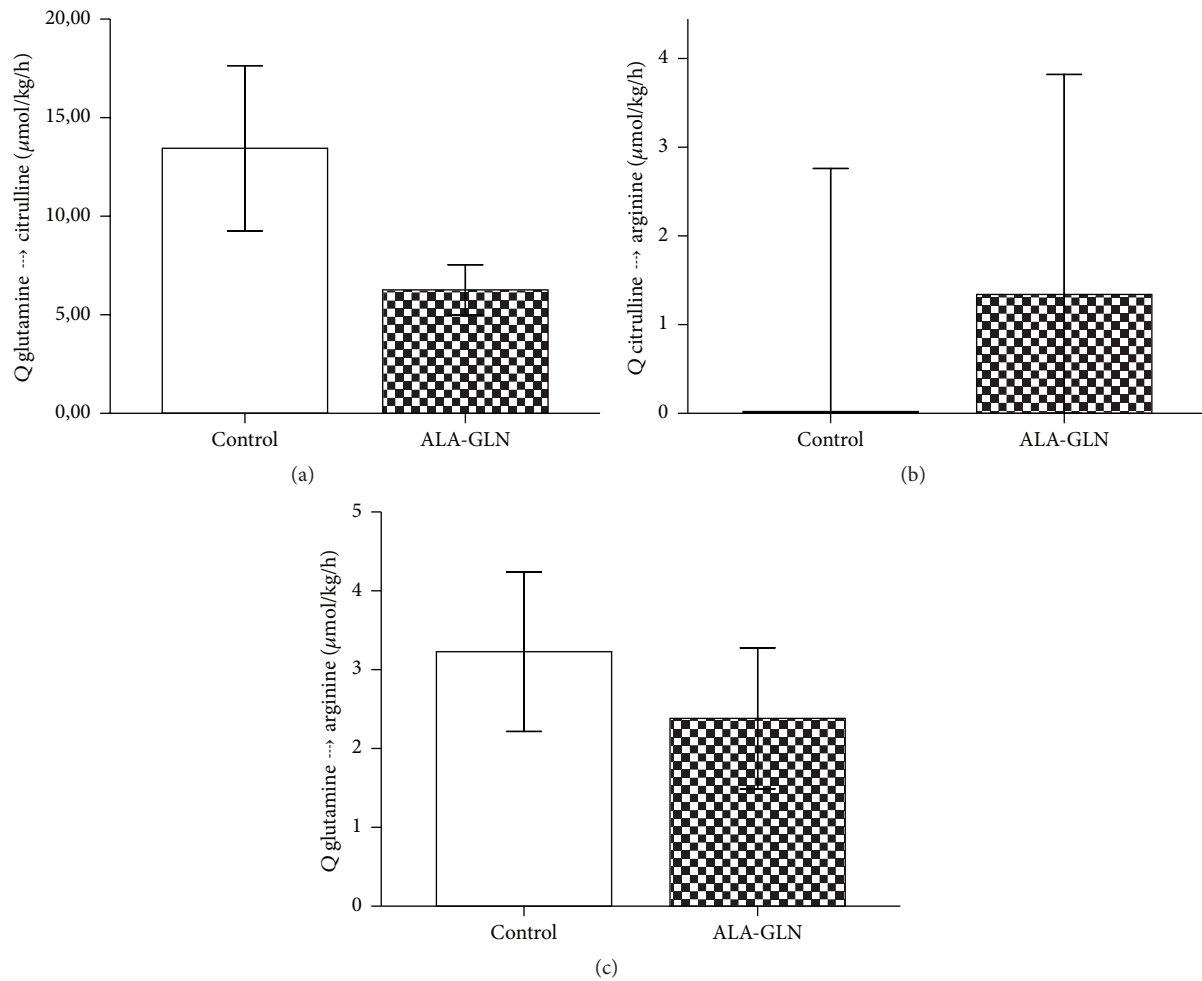 Q glutamine ⤏ citrulline (μmol/kg/h)
20,00
15,00
10,00
5,00
0,00
Control
ALA-GLN
(a)
Q citrulline ⤏ arginine (μmol/kg/h)
4
3
2
1
0
Control
ALA-GLN
(b)
Q glutamine ⤏ arginine (μmol/kg/h)
5
4
3
2
1
0
Control
ALA-GLN
(c)